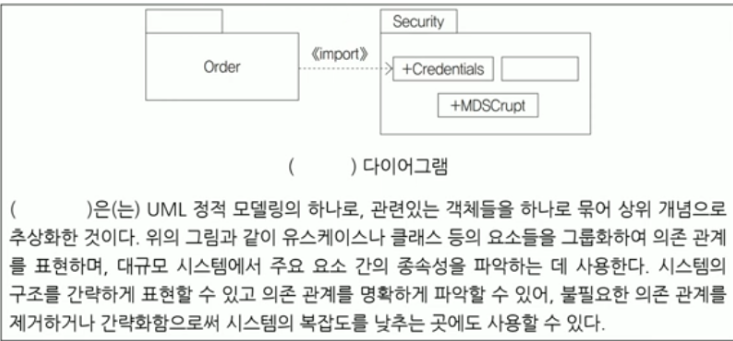 Security
Order
《import》
+Credentials
+MDSCrupt
( ) 다이어그램
( )은(는) UML 정적 모델링의 하나로, 관련있는 객체들을 하나로 묶어 상위 개념으로
추상화한 것이다. 위의 그림과 같이 유스케이스나 클래스 등의 요소들을 그룹화하여 의존 관계
를 표현하며, 대규모 시스템에서 주요 요소 간의 종속성을 파악하는 데 사용한다. 시스템의
구조를 간략하게 표현할 수 있고 의존 관계를 명확하게 파악할 수 있어, 불필요한 의존 관계를
제거하거나 간략화함으로써 시스템의 복잡도를 낮추는 곳에도 사용할 수 있다.